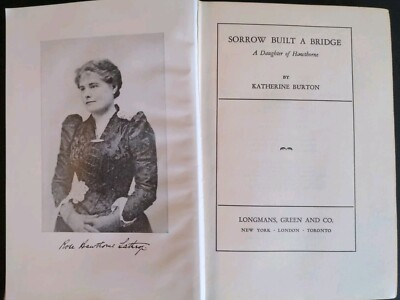 Rose Hawthorne Lathrop
SORROW BUILT A BRIDGE
A Daughter of Hawthorne
BY
KATHERINE BURTON
LONGMANS, GREEN AND CO.
NEW YORK · LONDON · TORONTO